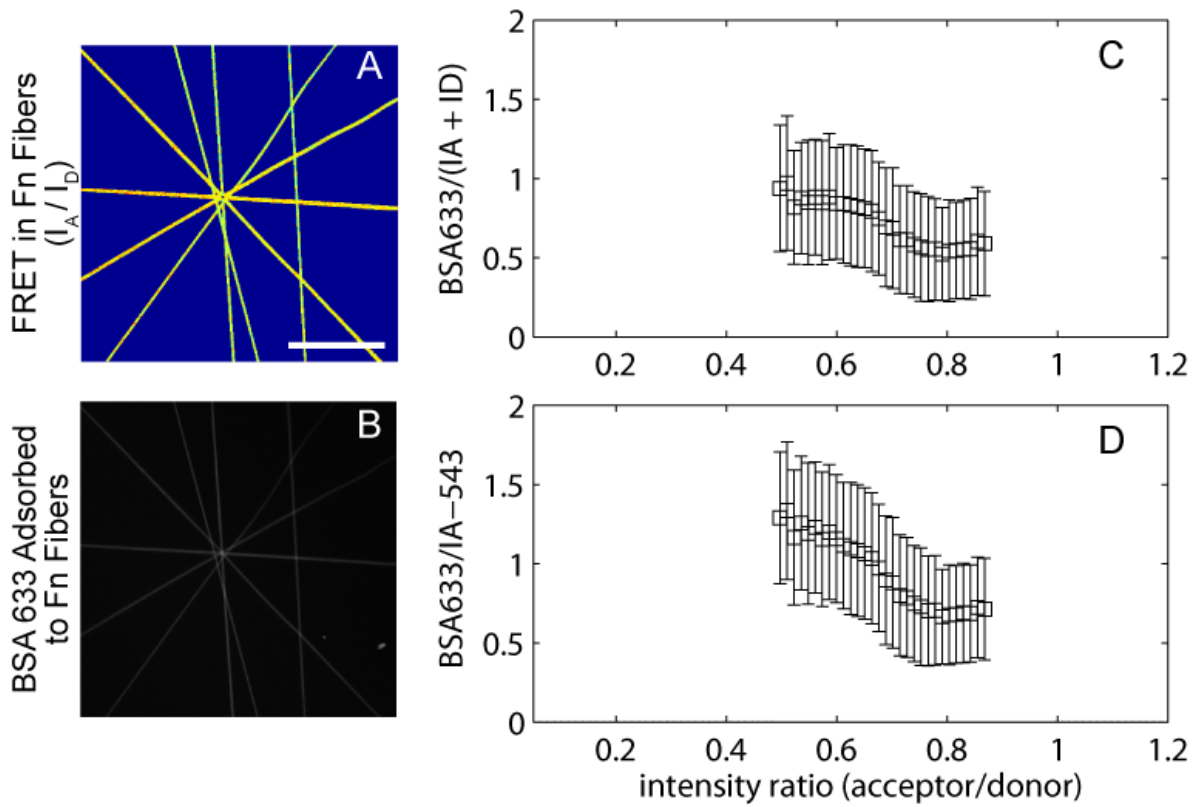 FRET in Fn Fibers
(I_A / I_D)
A
BSA633/(IA + ID)
2
1.5
1
0.5
0
C
0.2 0.4 0.6 0.8 1 1.2
BSA 633 Adsorbed
to Fn Fibers
B
BSA633/IA−543
2
1.5
1
0.5
0
D
0.2 0.4 0.6 0.8 1 1.2
intensity ratio (acceptor/donor)